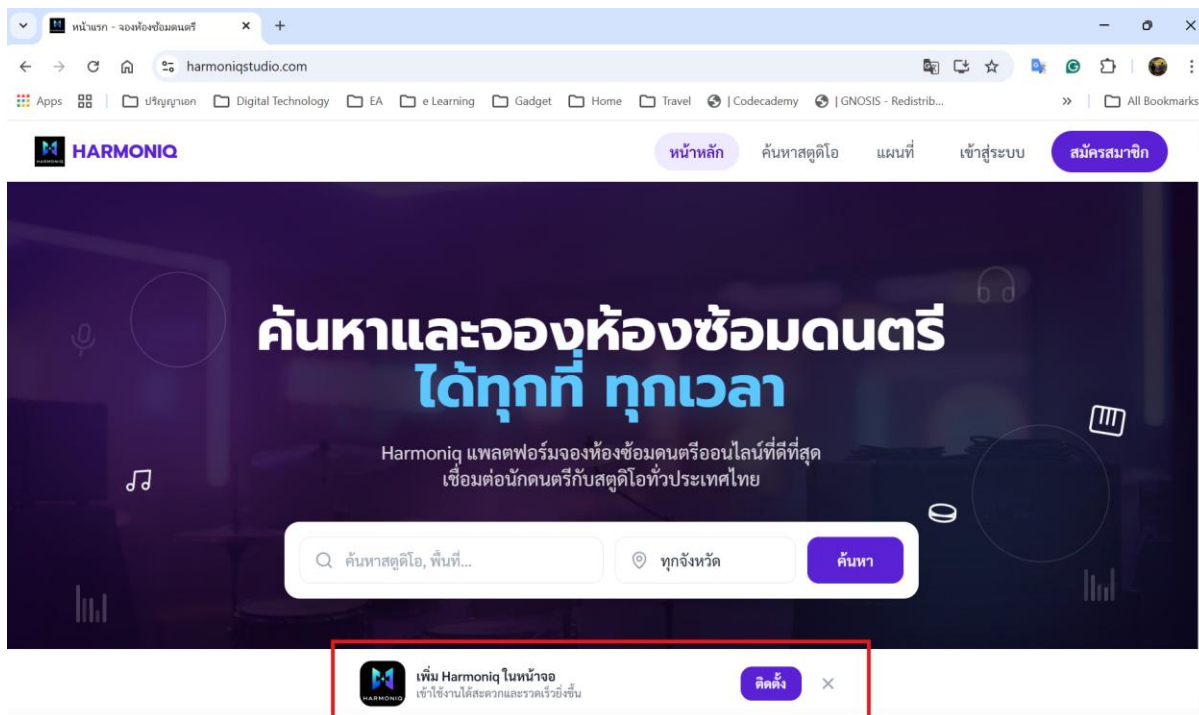 หน้าแรก - จองห้องซ้อมดนตรี
harmoniqstudio.com
Apps ปริญญาเอก Digital Technology EA e Learning Gadget Home Travel | Codecademy | GNOSIS - Redistrib... » All Bookmarks
HARMONIQ HARMONIQ หน้าหลัก ค้นหาสตูดิโอ แผนที่ เข้าสู่ระบบ สมัครสมาชิก
ค้นหาและจองห้องซ้อมดนตรี
ได้ทุกที่ ทุกเวลา
Harmoniq แพลตฟอร์มจองห้องซ้อมดนตรีออนไลน์ที่ดีที่สุด
เชื่อมต่อนักดนตรีกับสตูดิโอทั่วประเทศไทย
ค้นหาสตูดิโอ, พื้นที่... ทุกจังหวัด ค้นหา
เพิ่ม Harmoniq ในหน้าจอ
เข้าใช้งานได้สะดวกและรวดเร็วยิ่งขึ้น
HARMONIQ
ติดตั้ง